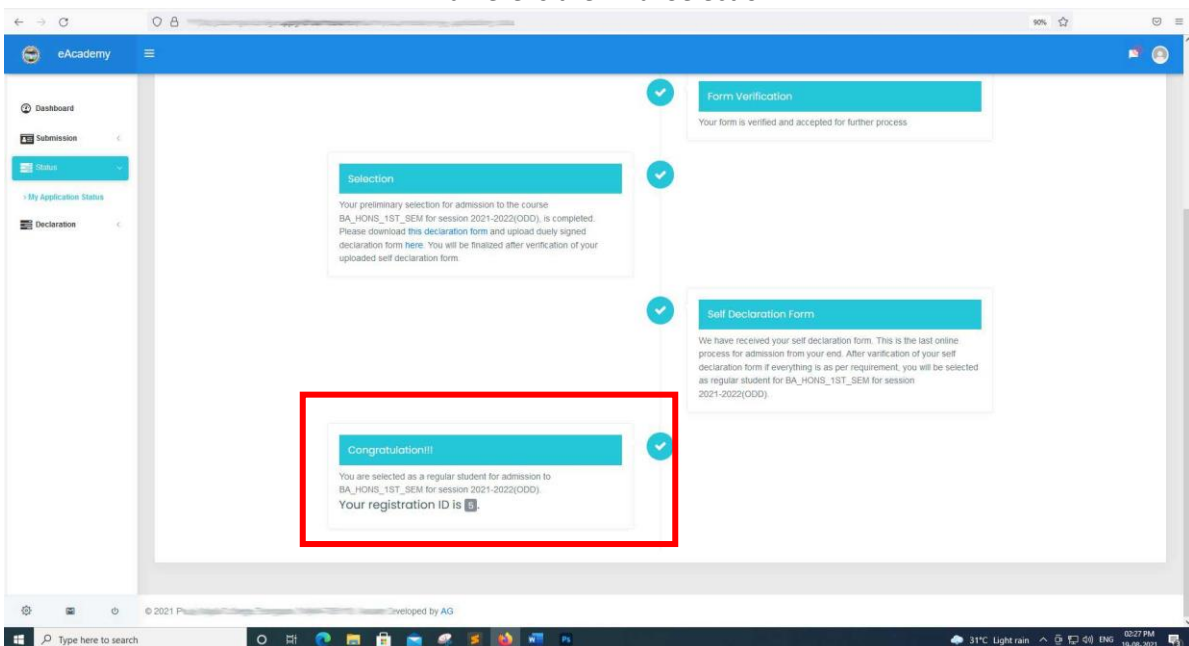 90%
eAcademy
Dashboard
Submission
Status
My Application Status
Declaration
Form Verification
Your form is verified and accepted for further process
Selection
Your preliminary selection for admission to the course
BA_HONS_1ST_SEM for session 2021-2022(ODD), is completed.
Please download this declaration form and upload duely signed
declaration form here. You will be finalized after verification of your
uploaded self declaration form
Self Declaration Form
We have received your self declaration form. This is the last online
process for admission from your end. After varification of your self
declaration form if everything is as per requirement, you will be selected
as regular student for BA_HONS_1ST_SEM for session
2021-2022(ODD).
Congratulation!!!
You are selected as a regular student for admission to
BA_HONS_1ST_SEM for session 2021-2022(ODD).
Your registration ID is 6.
© 2021 developed by AG
Type here to search
31°C Light rain ENG 02:27 PM
19-08-2021